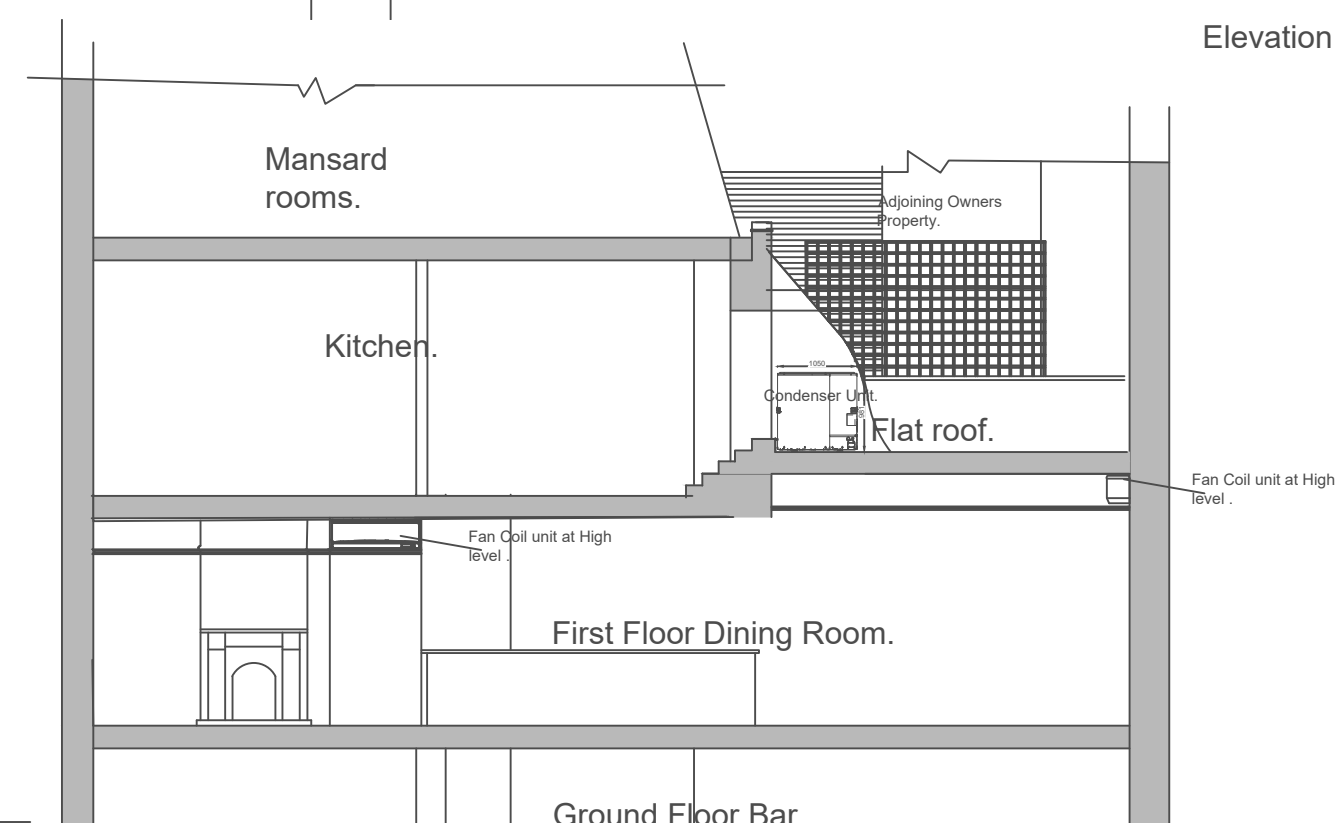 Elevation
Mansard
rooms.
Adjoining Owners
Property.
Kitchen.
1050
Condenser Unit.
981
Flat roof.
Fan Coil unit at High
level .
Fan Coil unit at High
level .
First Floor Dining Room.
Ground Floor Bar